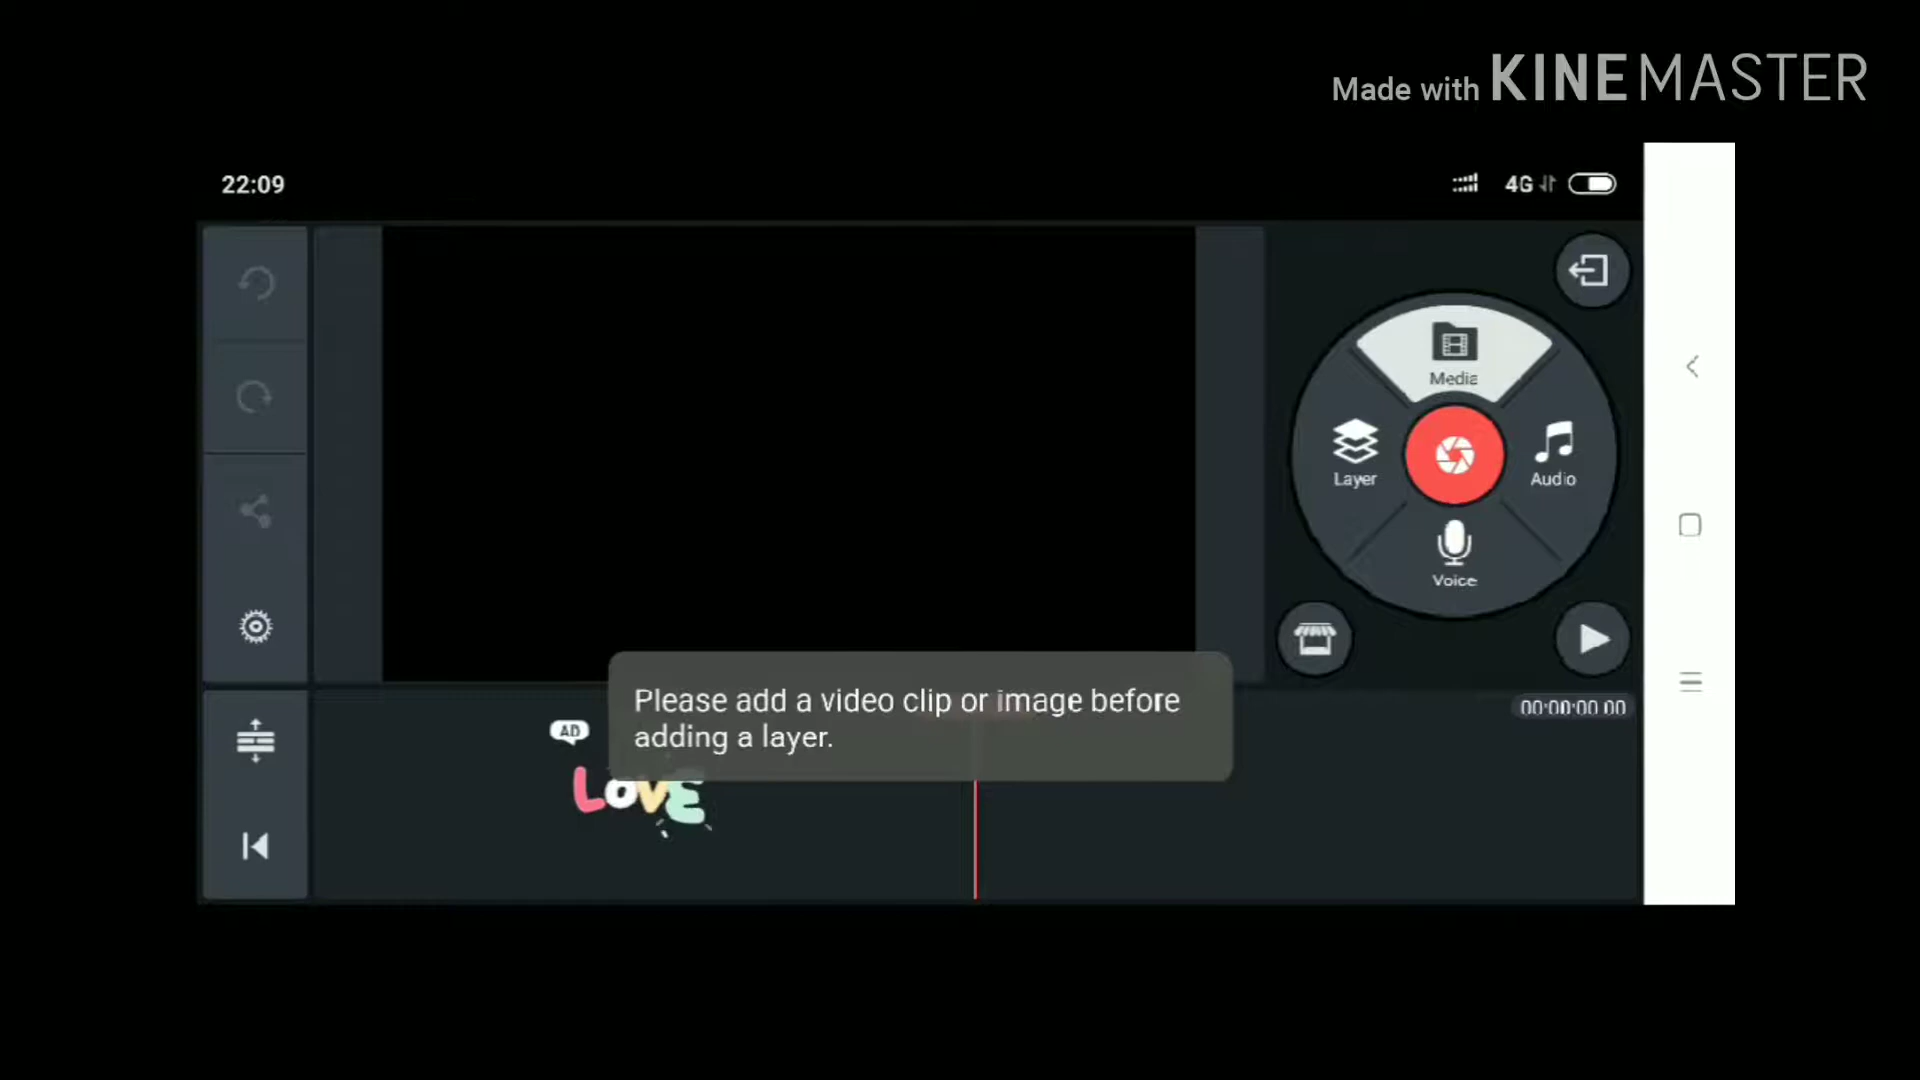 Made with KINEMASTER
22:09
4G
Media
Layer
Audio
Voice
00:00:00 00
Please add a video clip or image before
adding a layer.
AD
LOVE